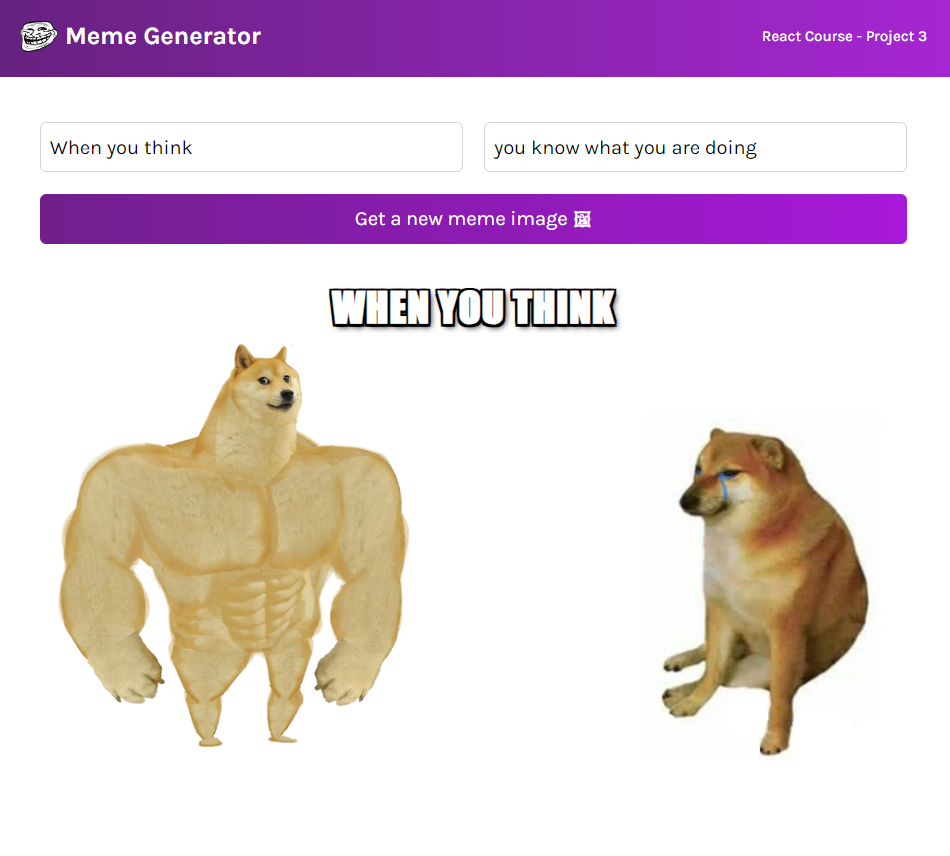 Meme Generator
React Course - Project 3
When you think
you know what you are doing
Get a new meme image 🖼
WHEN YOU THINK